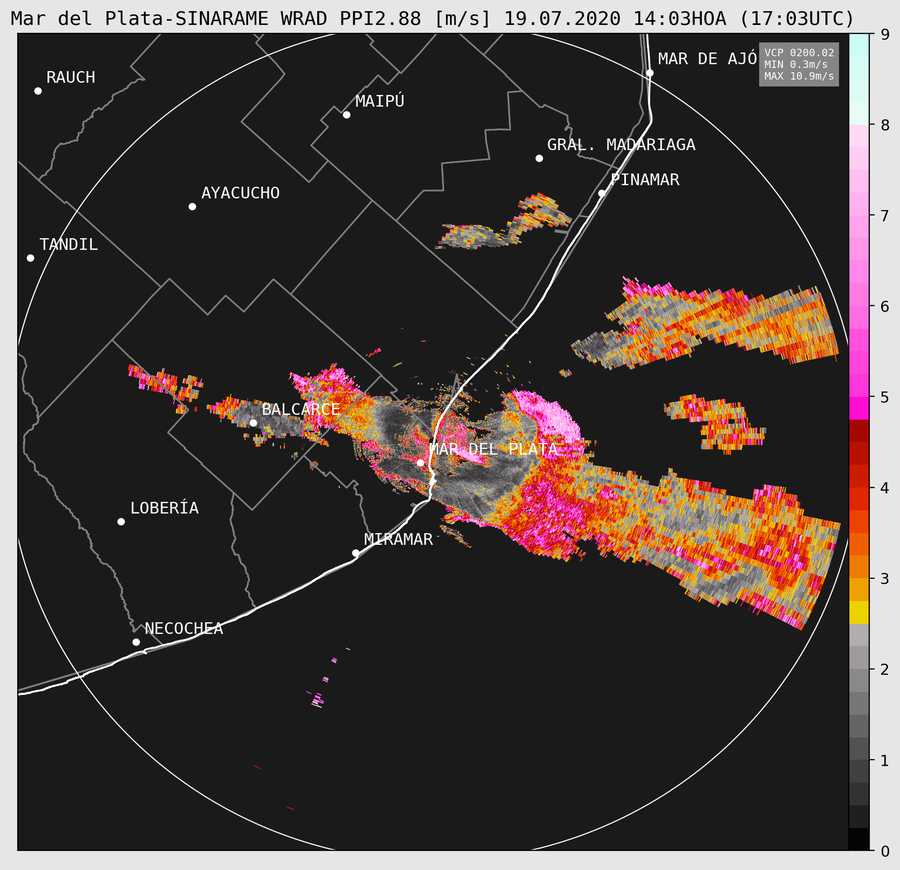 Mar del Plata-SINARAME WRAD PPI2.88 [m/s] 19.07.2020 14:03HOA (17:03UTC)
VCP 0200.02
MIN 0.3m/s
MAX 10.9m/s
MAR DE AJÓ
RAUCH
MAIPÚ
GRAL. MADARIAGA
PINAMAR
AYACUCHO
TANDIL
BALCARCE
MAR DEL PLATA
LOBERÍA
MIRAMAR
NECOCHEA
9
8
7
6
5
4
3
2
1
0